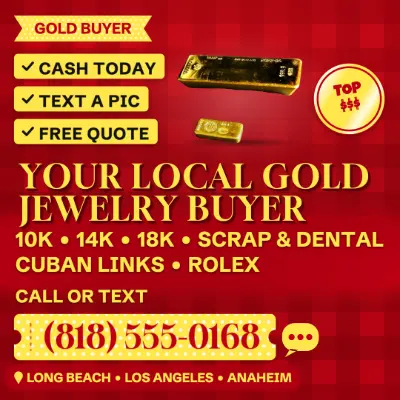 GOLD BUYER
✓ CASH TODAY
✓ TEXT A PIC
✓ FREE QUOTE
TOP
$$$
YOUR LOCAL GOLD
JEWELRY BUYER
10K • 14K • 18K • SCRAP & DENTAL
CUBAN LINKS • ROLEX
CALL OR TEXT
(818) 555-0168
LONG BEACH • LOS ANGELES • ANAHEIM